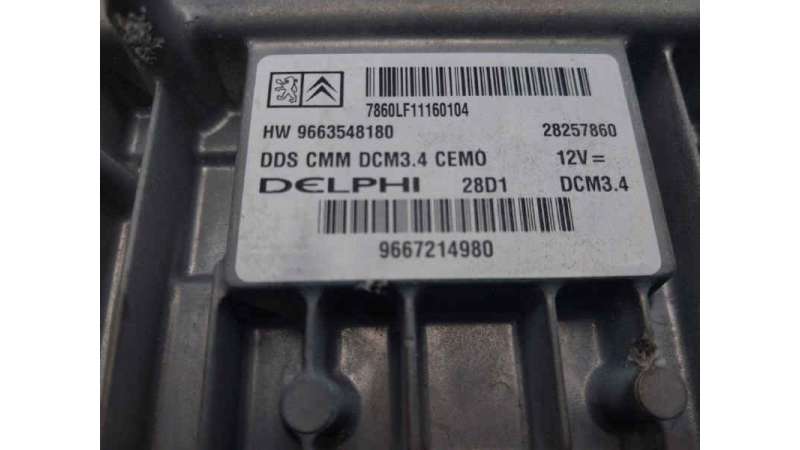 7860LF11160104
HW 9663548180 28257860
DDS CMM DCM3.4 CEMO 12V=
DELPHI 28D1 DCM3.4
9667214980